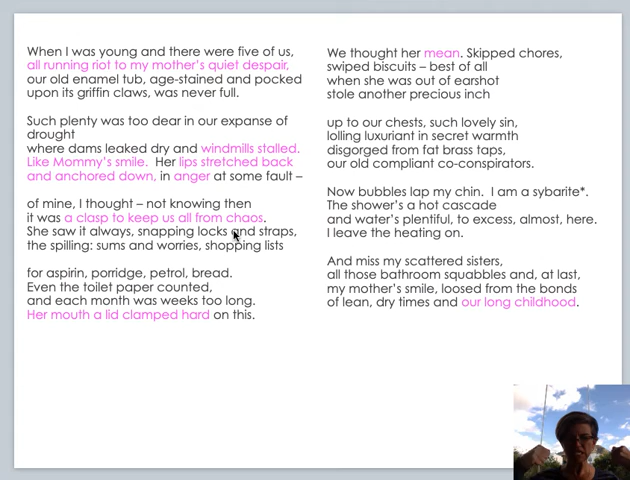 When I was young and there were five of us,
all running riot to my mother's quiet despair,
our old enamel tub, age-stained and pocked
upon its griffin claws, was never full.
Such plenty was too dear in our expanse of
drought
where dams leaked dry and windmills stalled.
Like Mommy's smile.  Her lips stretched back
and anchored down, in anger at some fault –
of mine, I thought – not knowing then
it was a clasp to keep us all from chaos.
She saw it always, snapping locks and straps,
the spilling: sums and worries, shopping lists
for aspirin, porridge, petrol, bread.
Even the toilet paper counted,
and each month was weeks too long.
Her mouth a lid clamped hard on this.
We thought her mean. Skipped chores,
swiped biscuits – best of all
when she was out of earshot
stole another precious inch
up to our chests, such lovely sin,
lolling luxuriant in secret warmth
disgorged from fat brass taps,
our old compliant co-conspirators.
Now bubbles lap my chin.  I am a sybarite*.
The shower's a hot cascade
and water's plentiful, to excess, almost, here.
I leave the heating on.
And miss my scattered sisters,
all those bathroom squabbles and, at last,
my mother's smile, loosed from the bonds
of lean, dry times and our long childhood.